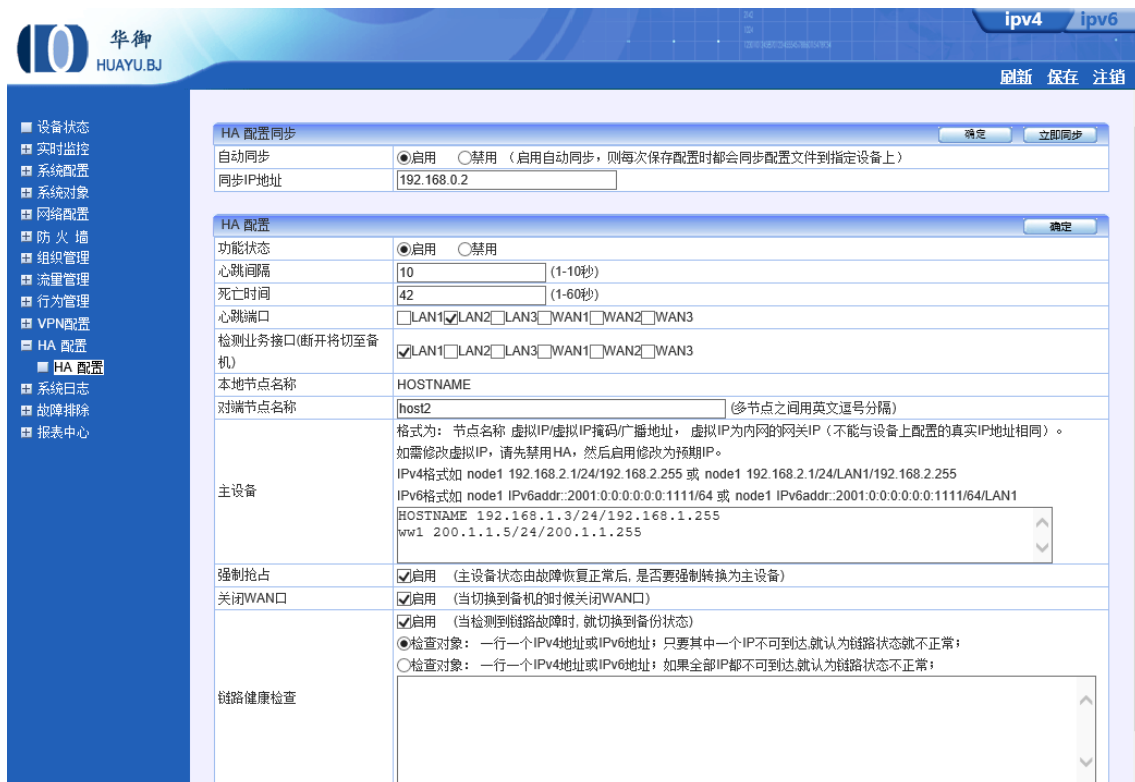 华御
HUAYU.BJ
ipv4
ipv6
刷新 保存 注销
设备状态
实时监控
系统配置
系统对象
网络配置
防 火 墙
组织管理
流量管理
行为管理
VPN配置
HA 配置
HA 配置
系统日志
故障排除
报表中心
HA 配置同步 确定 立即同步
自动同步 启用 禁用 (启用自动同步，则每次保存配置时都会同步配置文件到指定设备上)
同步IP地址 192.168.0.2
HA 配置 确定
功能状态 启用 禁用
心跳间隔 10 (1-10秒)
死亡时间 42 (1-60秒)
心跳端口 LAN1 LAN2 LAN3 WAN1 WAN2 WAN3
检测业务接口(断开将切至备
机) LAN1 LAN2 LAN3 WAN1 WAN2 WAN3
本地节点名称 HOSTNAME
对端节点名称 host2 (多节点之间用英文逗号分隔)
主设备
格式为： 节点名称 虚拟IP/虚拟IP掩码/广播地址， 虚拟IP为内网的网关IP（不能与设备上配置的真实IP地址相同）。
如需修改虚拟IP，请先禁用HA，然后启用修改为预期IP。
IPv4格式如 node1 192.168.2.1/24/192.168.2.255 或 node1 192.168.2.1/24/LAN1/192.168.2.255
IPv6格式如 node1 IPv6addr::2001:0:0:0:0:0:0:1111/64 或 node1 IPv6addr::2001:0:0:0:0:0:0:1111/64/LAN1
HOSTNAME 192.168.1.3/24/192.168.1.255
ww1 200.1.1.5/24/200.1.1.255
强制抢占 启用 (主设备状态由故障恢复正常后, 是否要强制转换为主设备)
关闭WAN口 启用 (当切换到备机的时候关闭WAN口)
链路健康检查
启用 (当检测到链路故障时, 就切换到备份状态)
检查对象： 一行一个IPv4地址或IPv6地址；只要其中一个IP不可到达,就认为链路状态就不正常；
检查对象： 一行一个IPv4地址或IPv6地址；如果全部IP都不可到达,就认为链路状态不正常；